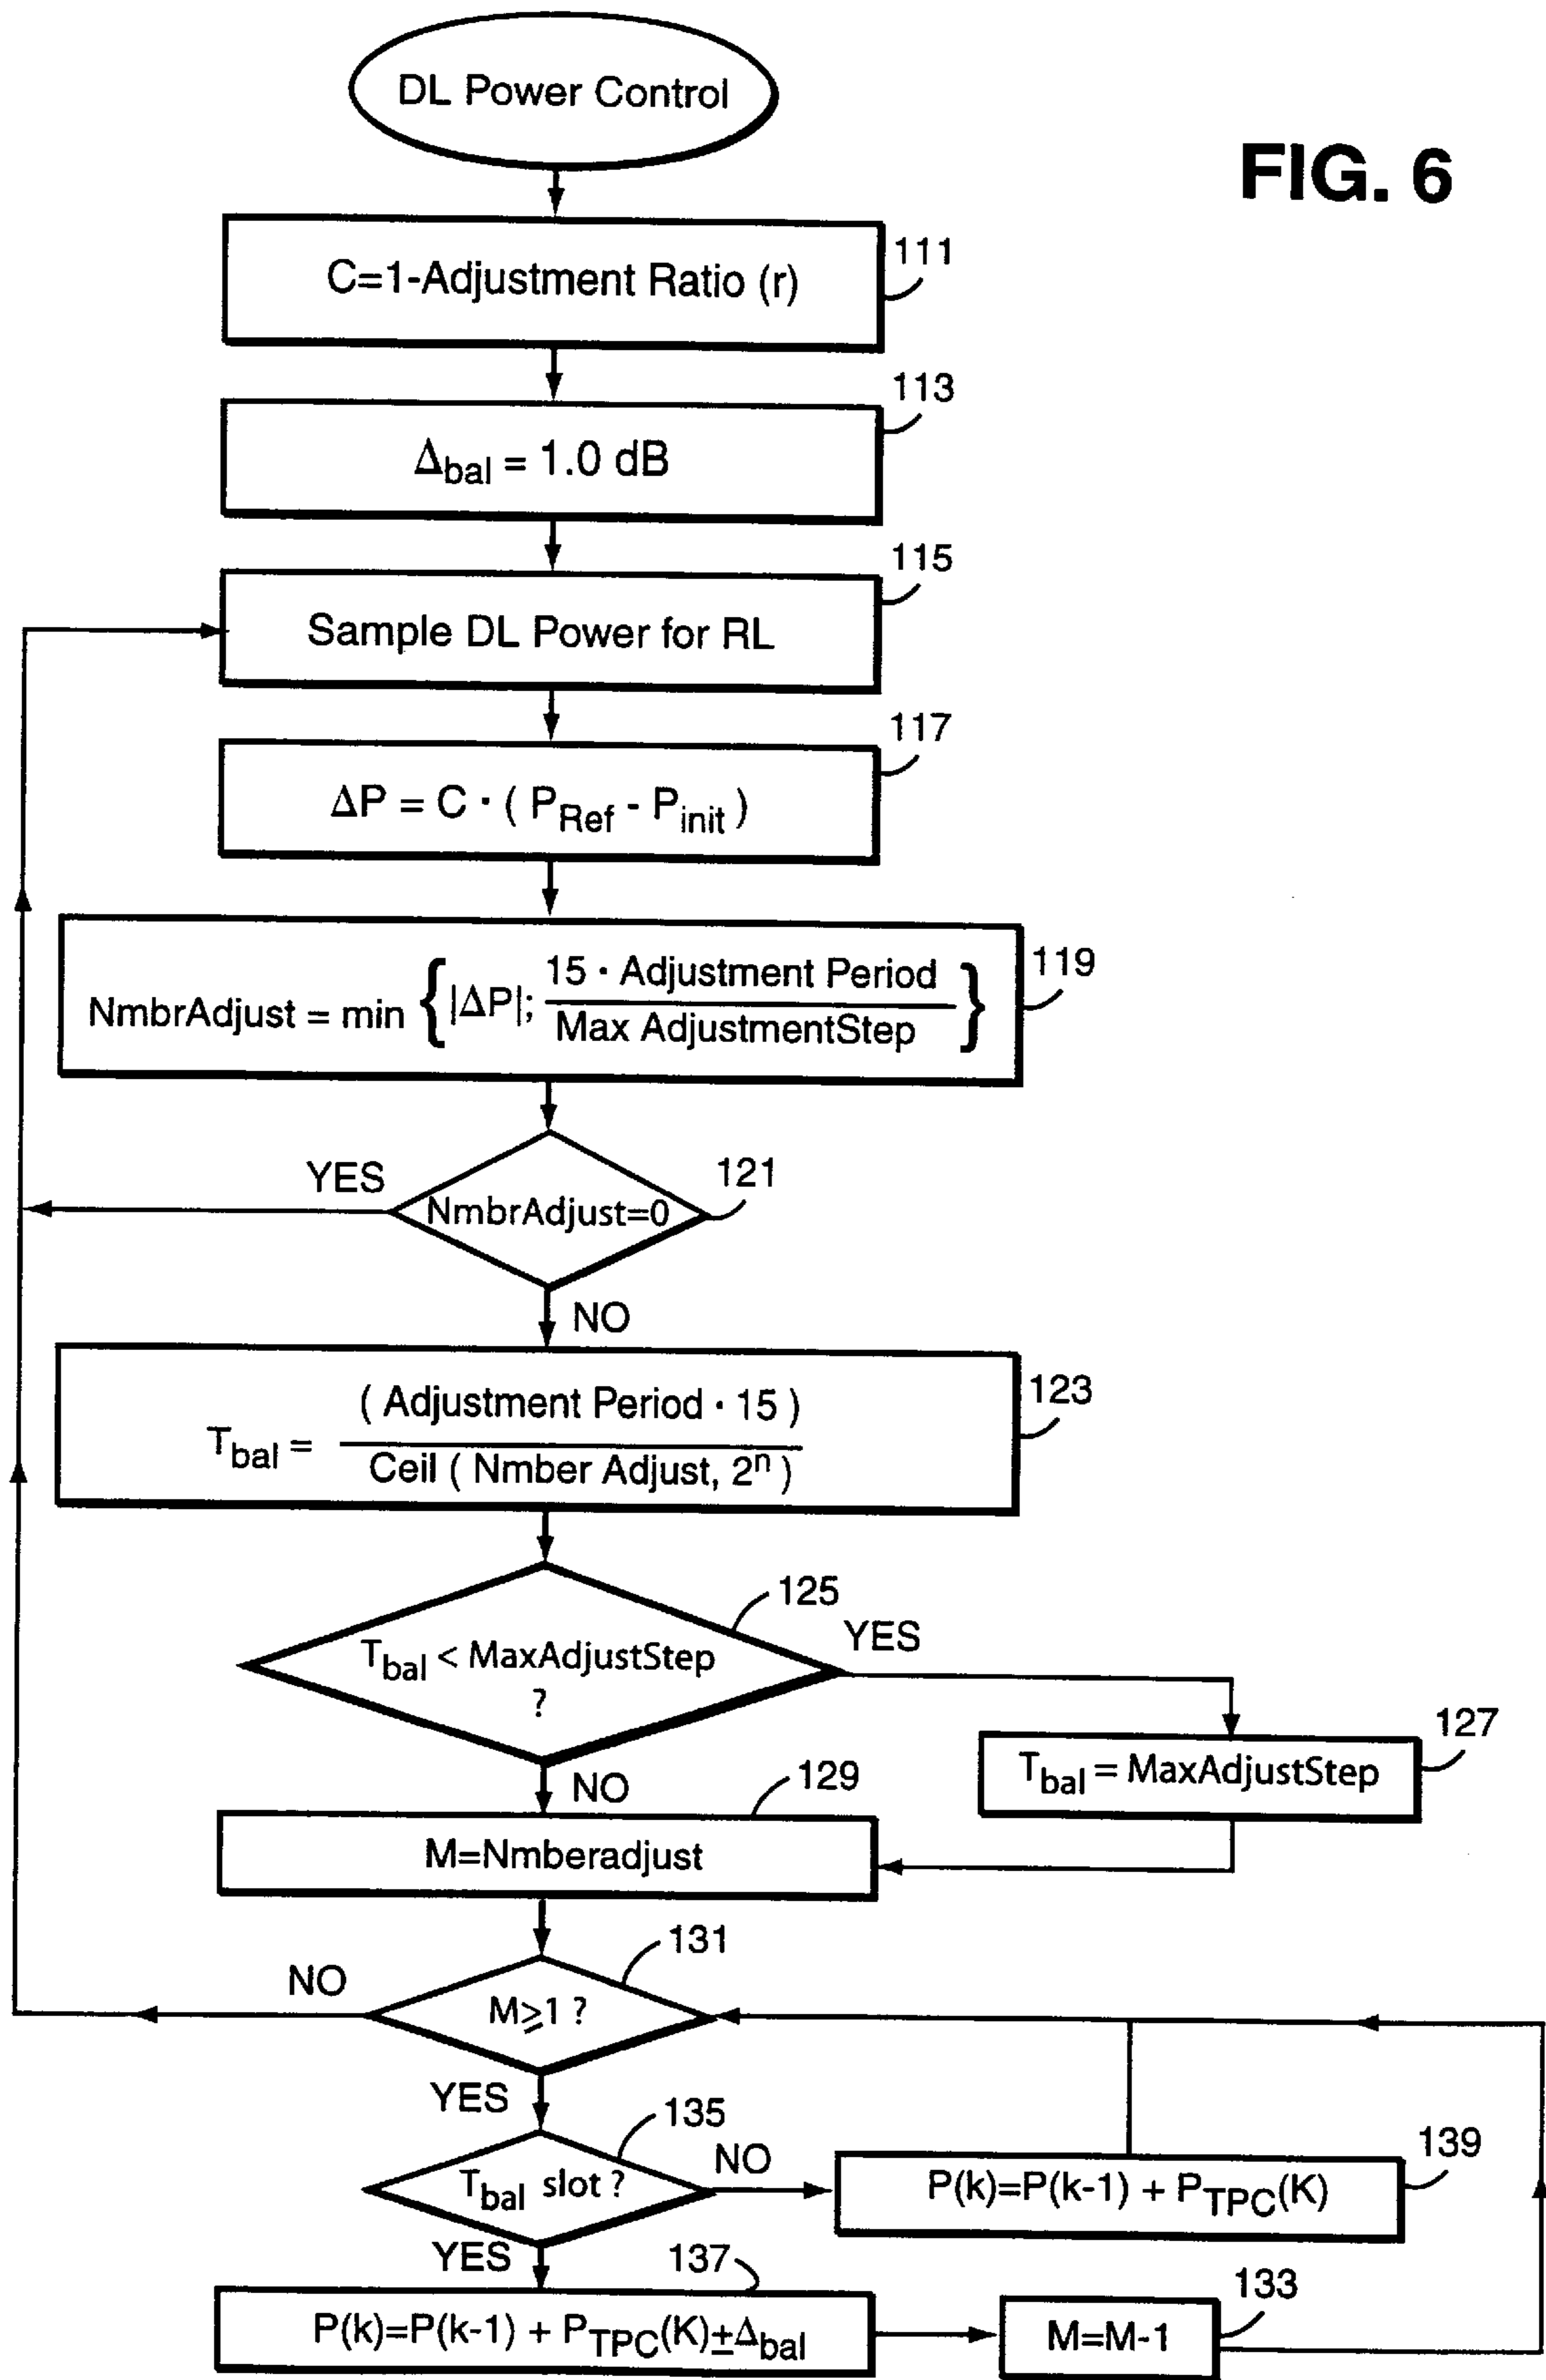 DL Power Control
FIG. 6
C=1-Adjustment Ratio (r)
111
Δbal = 1.0 dB
113
Sample DL Power for RL
115
ΔP = C · ( PRef - Pinit )
117
NmbrAdjust = min { |ΔP|; 15 · Adjustment Period / Max AdjustmentStep }
119
NmbrAdjust=0
121
YES
NO
Tbal = ( Adjustment Period · 15 ) / Ceil ( Nmber Adjust, 2ⁿ )
123
Tbal < MaxAdjustStep
?
125
YES
NO
Tbal = MaxAdjustStep
127
M=Nmberadjust
129
M≥1 ?
131
NO
YES
Tbal slot ?
135
NO
YES
P(k)=P(k-1) + PTPC(K)
139
P(k)=P(k-1) + PTPC(K)±Δbal
137
M=M-1
133